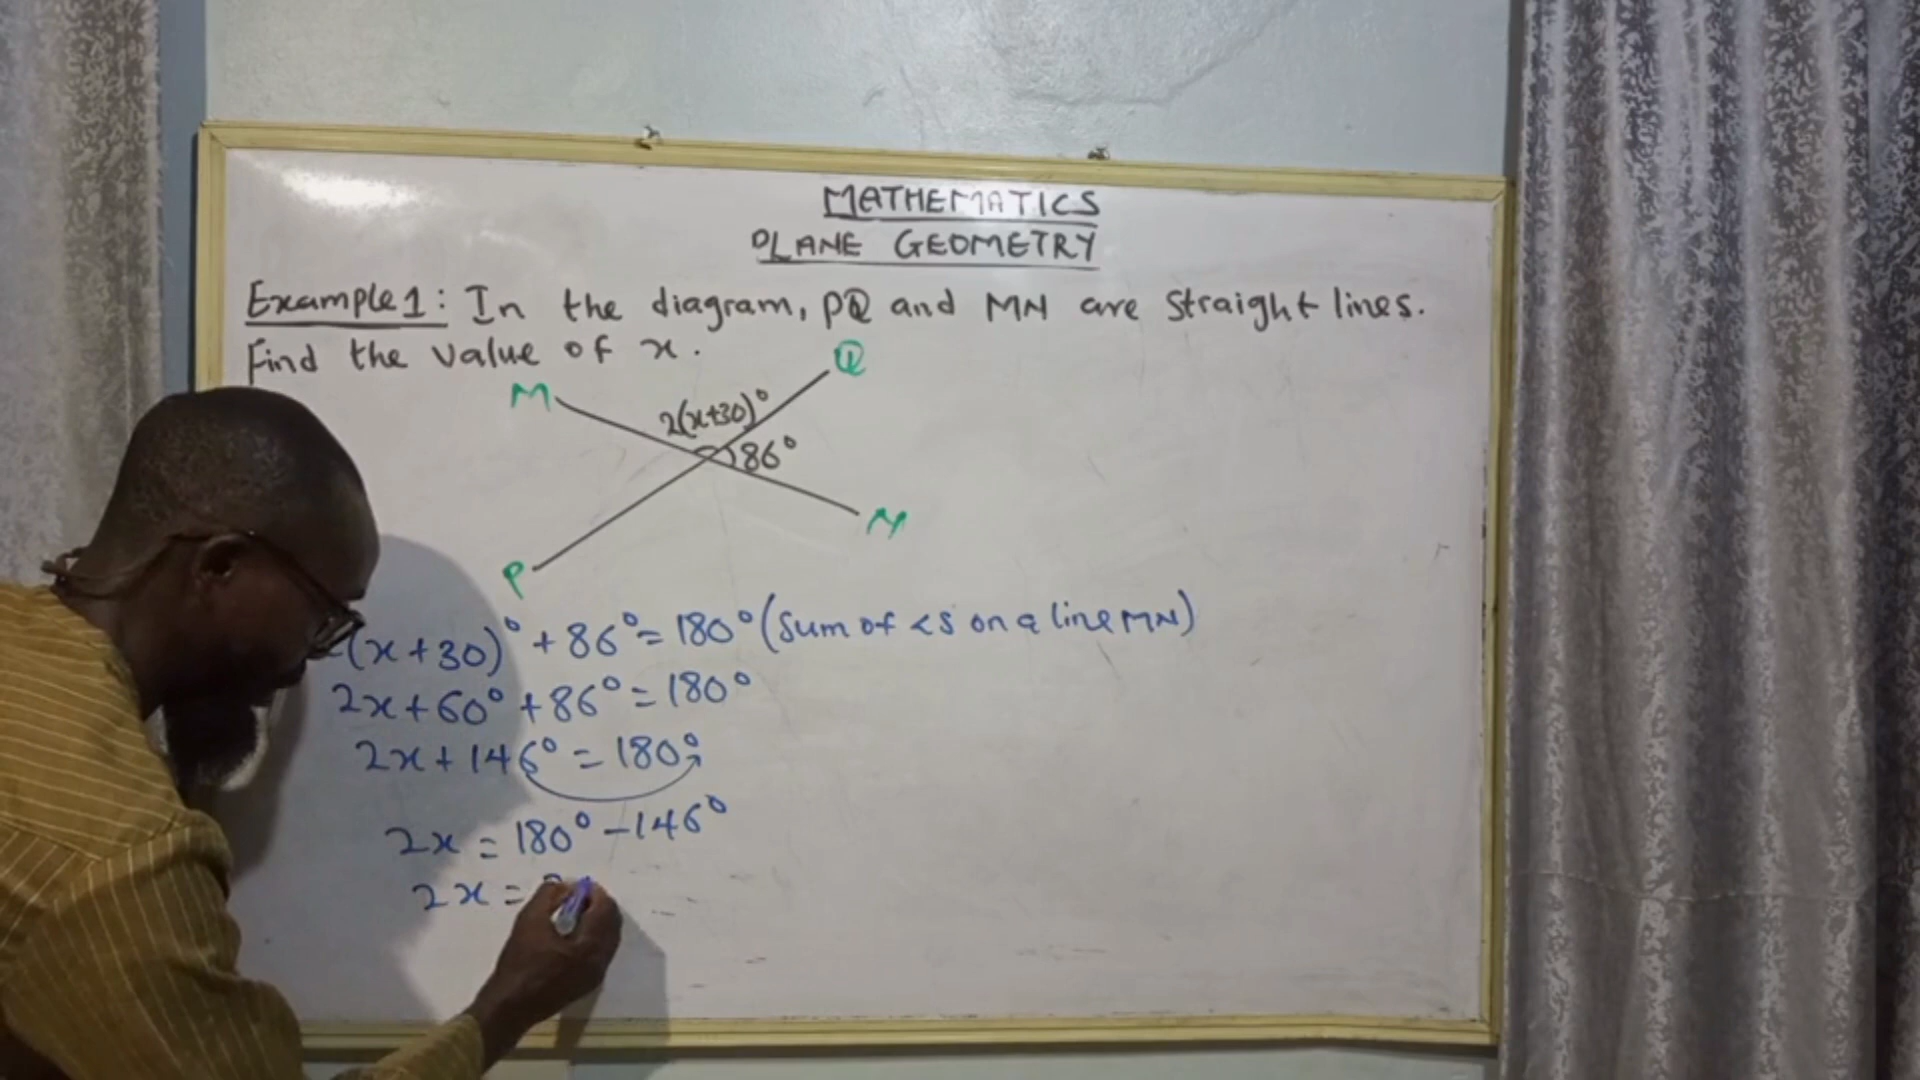 MATHEMATICS
PLANE GEOMETRY
Example 1: In the diagram, PQ and MN are straight lines.
Find the value of x.
M
Q
2(x+30)°
86°
N
P
(x+30)° + 86° = 180° (Sum of <s on a line MN)
2x + 60° + 86° = 180°
2x + 146° = 180°
2x = 180° - 146°
2x =